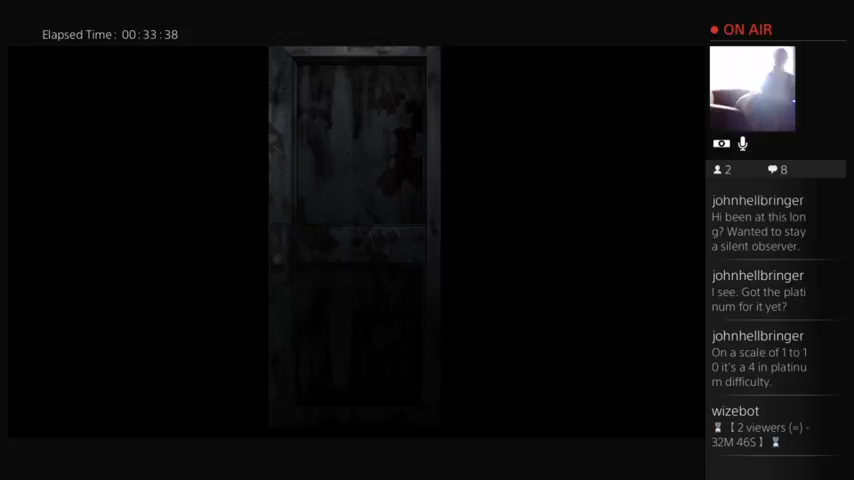 Elapsed Time: 00:33:38
ON AIR
2
8
johnhellbringer
Hi been at this lon
g? Wanted to stay
a silent observer.
johnhellbringer
I see. Got the plati
num for it yet?
johnhellbringer
On a scale of 1 to 1
0 it's a 4 in platinu
m difficulty.
wizebot
⌛ 【 2 viewers (=) -
32M 46S 】 ⌛